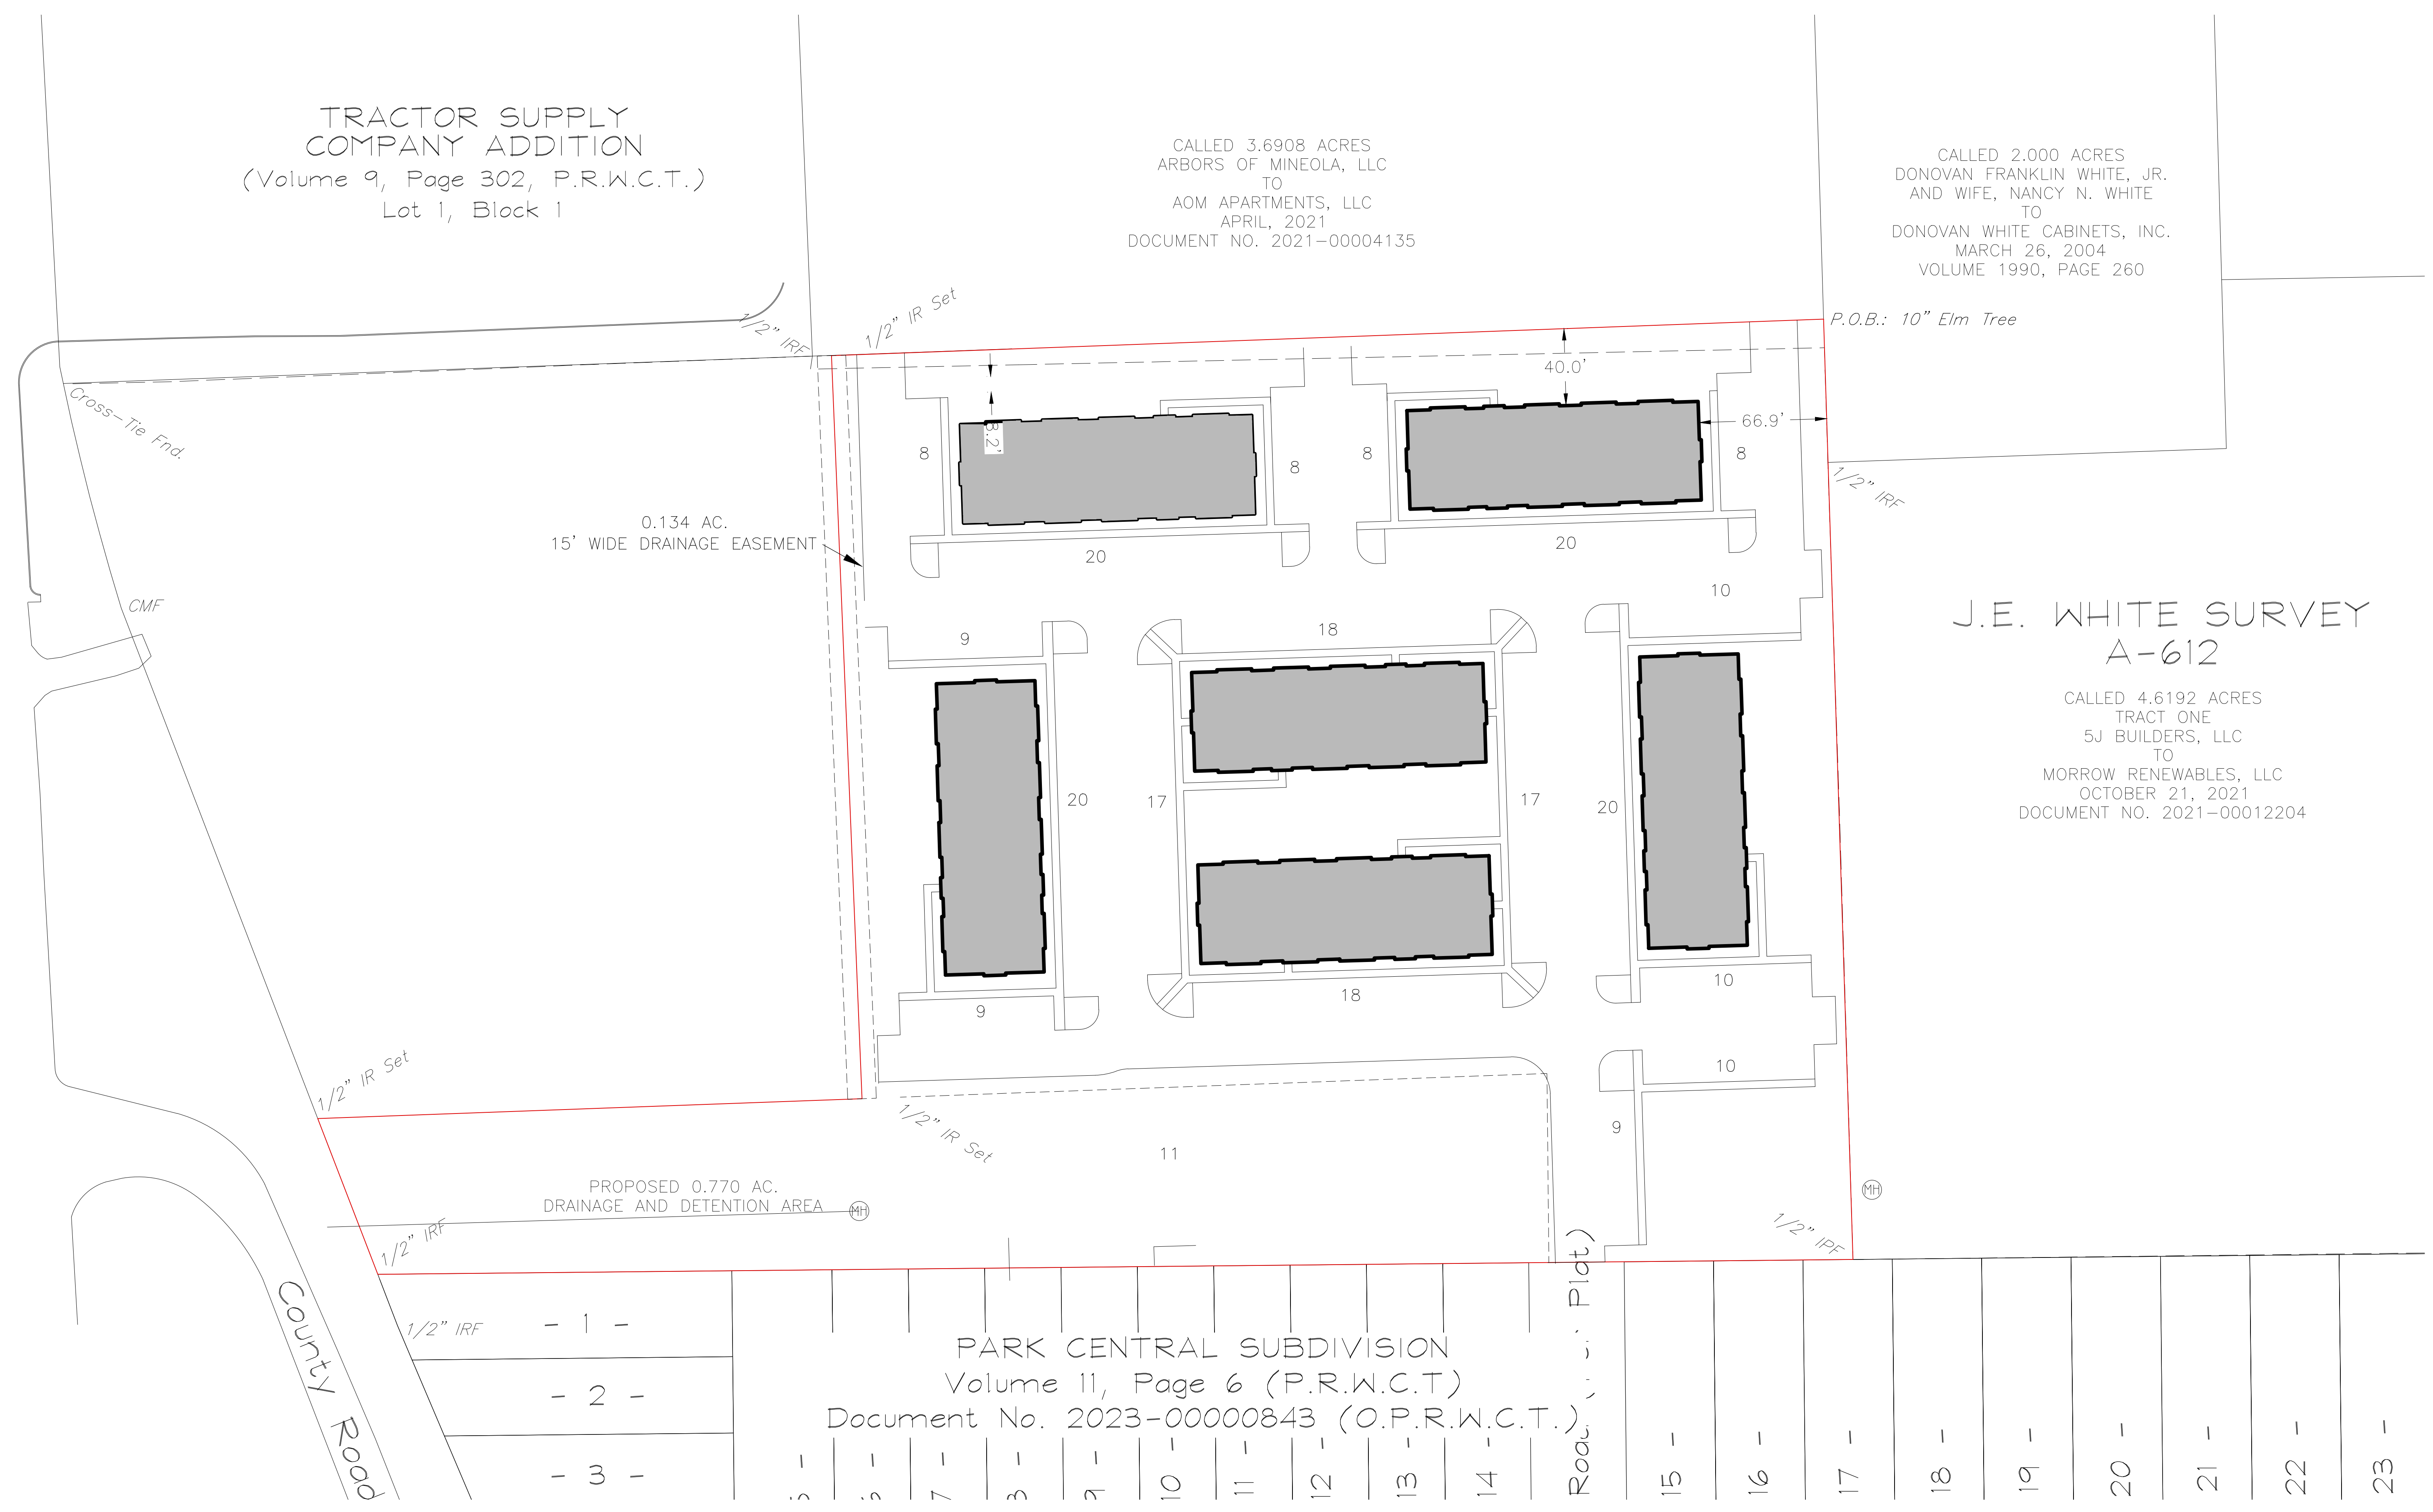 TRACTOR SUPPLY
COMPANY ADDITION
(Volume 9, Page 302, P.R.W.C.T.)
Lot 1, Block 1
CALLED 3.6908 ACRES
ARBORS OF MINEOLA, LLC
TO
AOM APARTMENTS, LLC
APRIL, 2021
DOCUMENT NO. 2021-00004135
CALLED 2.000 ACRES
DONOVAN FRANKLIN WHITE, JR.
AND WIFE, NANCY N. WHITE
TO
DONOVAN WHITE CABINETS, INC.
MARCH 26, 2004
VOLUME 1990, PAGE 260
1/2" IRF
1/2" IR Set
P.O.B.: 10" Elm Tree
40.0'
66.9'
Cross-Tie Fnd.
8
8
8
8
1/2" IRF
0.134 AC.
15' WIDE DRAINAGE EASEMENT
20
20
CMF
10
9
18
J.E. WHITE SURVEY
A-612
CALLED 4.6192 ACRES
TRACT ONE
5J BUILDERS, LLC
TO
MORROW RENEWABLES, LLC
OCTOBER 21, 2021
DOCUMENT NO. 2021-00012204
20
17
17
20
10
18
9
10
1/2" IR Set
1/2" IR Set
9
11
PROPOSED 0.770 AC.
DRAINAGE AND DETENTION AREA
MH
MH
1/2" IRF
1/2" IPF
County Road
1/2" IRF
- 1 -
- 2 -
- 3 -
PARK CENTRAL SUBDIVISION
Volume 11, Page 6 (P.R.W.C.T)
Document No. 2023-00000843 (O.P.R.W.C.T.)
Plat)
10 -
11 -
12 -
13 -
14 -
15 -
16 -
17 -
18 -
19 -
20 -
21 -
22 -
23 -